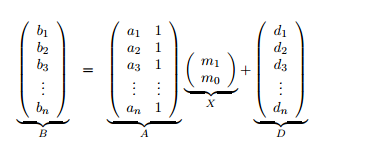 b₁ a₁ 1 d₁
b₂ a₂ 1 m₁ d₂
b₃ = a₃ 1 m₀ + d₃
⋮ ⋮ ⋮ ⋮
bₙ aₙ 1 dₙ
B A X D